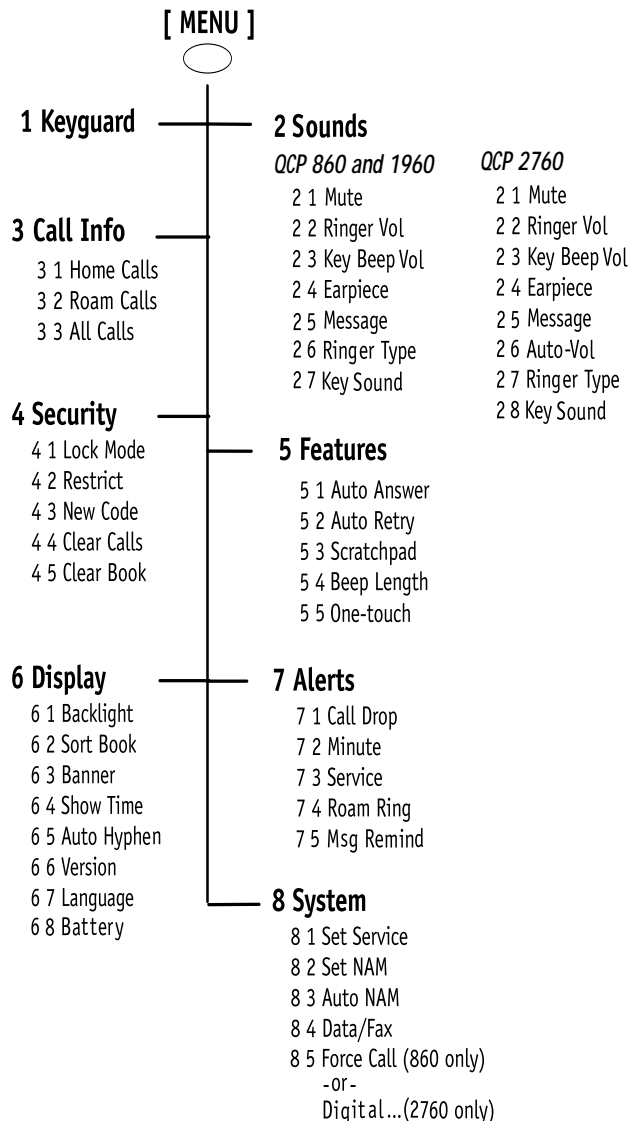 [ MENU ]
1 Keyguard
2 Sounds
QCP 860 and 1960
2 1 Mute
2 2 Ringer Vol
2 3 Key Beep Vol
2 4 Earpiece
2 5 Message
2 6 Ringer Type
2 7 Key Sound
QCP 2760
2 1 Mute
2 2 Ringer Vol
2 3 Key Beep Vol
2 4 Earpiece
2 5 Message
2 6 Auto-Vol
2 7 Ringer Type
2 8 Key Sound
3 Call Info
3 1 Home Calls
3 2 Roam Calls
3 3 All Calls
4 Security
4 1 Lock Mode
4 2 Restrict
4 3 New Code
4 4 Clear Calls
4 5 Clear Book
5 Features
5 1 Auto Answer
5 2 Auto Retry
5 3 Scratchpad
5 4 Beep Length
5 5 One-touch
6 Display
6 1 Backlight
6 2 Sort Book
6 3 Banner
6 4 Show Time
6 5 Auto Hyphen
6 6 Version
6 7 Language
6 8 Battery
7 Alerts
7 1 Call Drop
7 2 Minute
7 3 Service
7 4 Roam Ring
7 5 Msg Remind
8 System
8 1 Set Service
8 2 Set NAM
8 3 Auto NAM
8 4 Data/Fax
8 5 Force Call (860 only)
-or-
Digital...(2760 only)